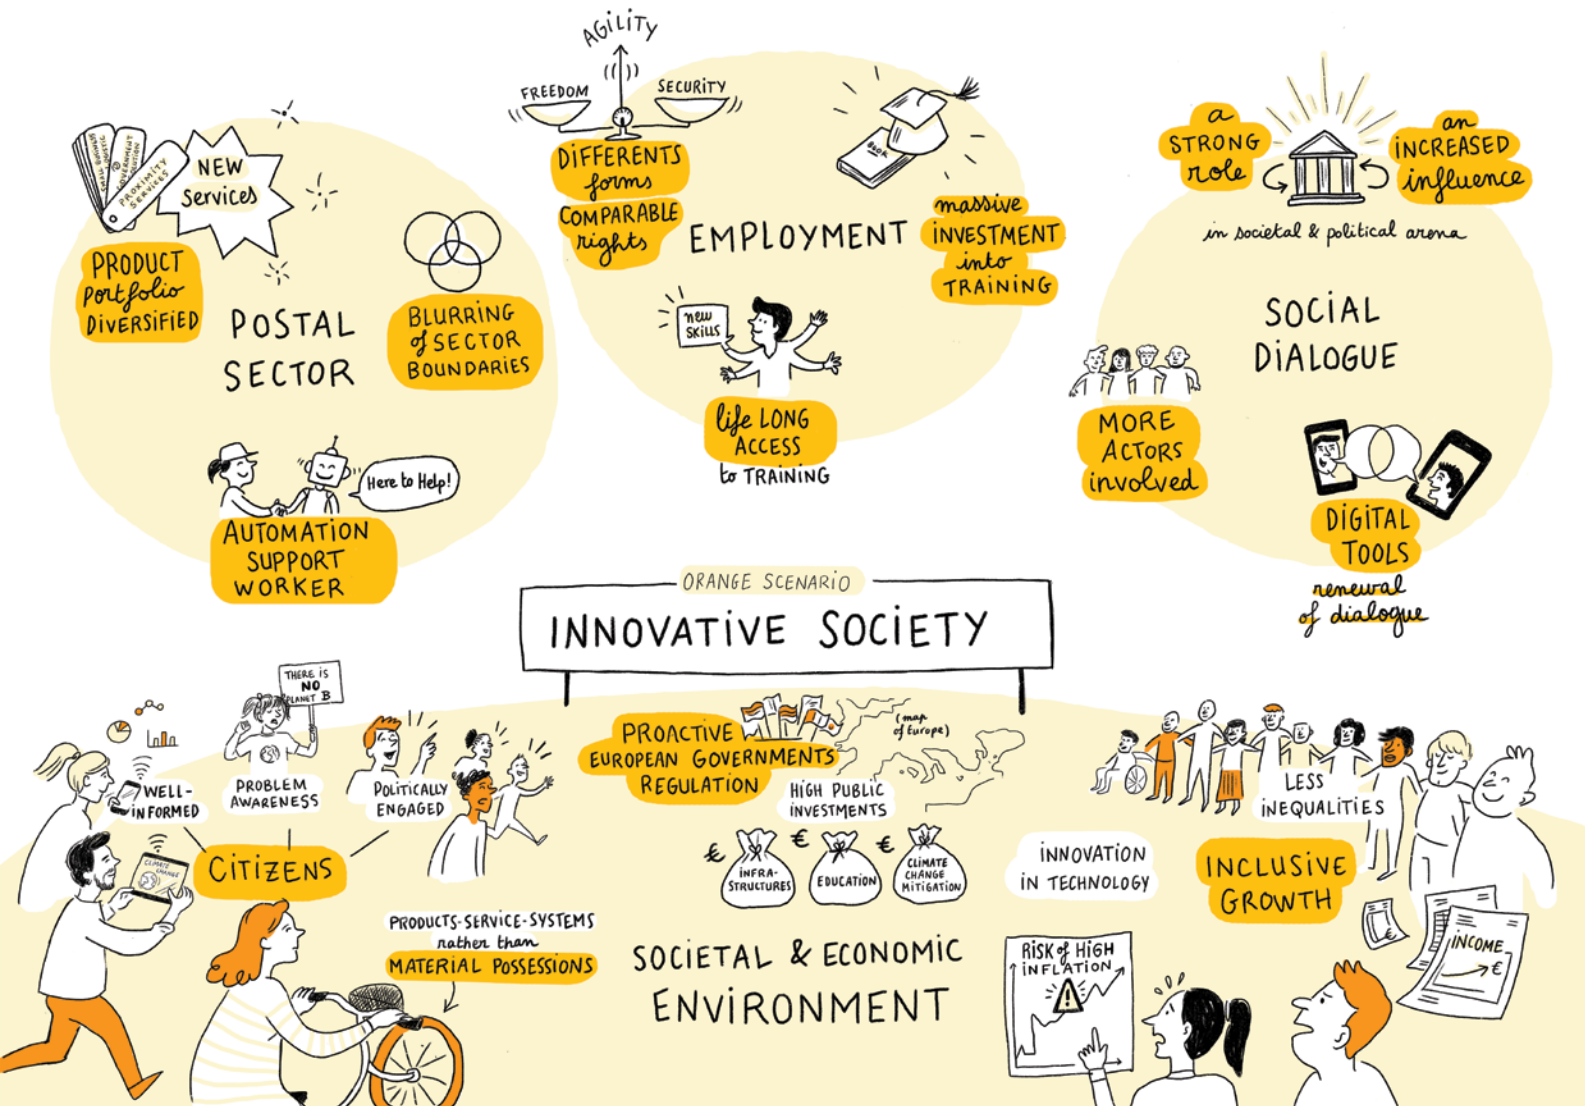 AGILITY
FREEDOM
SECURITY
DIFFERENTS
forms
COMPARABLE
rights
EMPLOYMENT
massive
INVESTMENT
into
TRAINING
BOOK
new
SKILLS
life LONG
ACCESS
to TRAINING
PROXIMITY
SERVICES
GOVERNMENT
NEW
Services
PRODUCT
Portfolio
DIVERSIFIED
POSTAL
SECTOR
BLURRING
of SECTOR
BOUNDARIES
Here to Help!
AUTOMATION
SUPPORT
WORKER
a
STRONG
role
an
INCREASED
influence
in societal & political arena
SOCIAL
DIALOGUE
MORE
ACTORS
involved
DIGITAL
TOOLS
renewal
of dialogue
ORANGE SCENARIO
INNOVATIVE SOCIETY
THERE IS
NO
PLANET B
WELL-
INFORMED
PROBLEM
AWARENESS
POLITICALLY
ENGAGED
CLIMATE
CHANGE
CITIZENS
PRODUCTS-SERVICE-SYSTEMS
rather than
MATERIAL POSSESSIONS
PROACTIVE
EUROPEAN GOVERNMENTS
REGULATION
(map
of Europe)
HIGH PUBLIC
INVESTMENTS
€
€
€
INFRA-
STRUCTURES
EDUCATION
CLIMATE
CHANGE
MITIGATION
SOCIETAL & ECONOMIC
ENVIRONMENT
INNOVATION
IN TECHNOLOGY
LESS
INEQUALITIES
INCLUSIVE
GROWTH
RISK of HIGH
INFLATION
!
€
INCOME
€